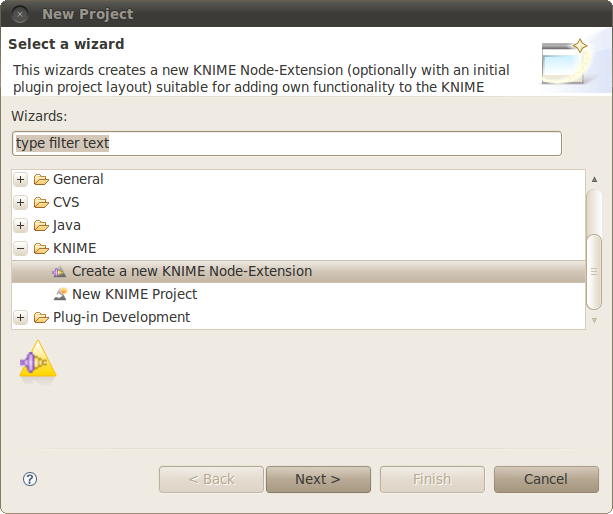 New Project
Select a wizard
This wizards creates a new KNIME Node-Extension (optionally with an initial
plugin project layout) suitable for adding own functionality to the KNIME
Wizards:
type filter text
General
CVS
Java
KNIME
Create a new KNIME Node-Extension
New KNIME Project
Plug-in Development
?
< Back
Next >
Finish
Cancel